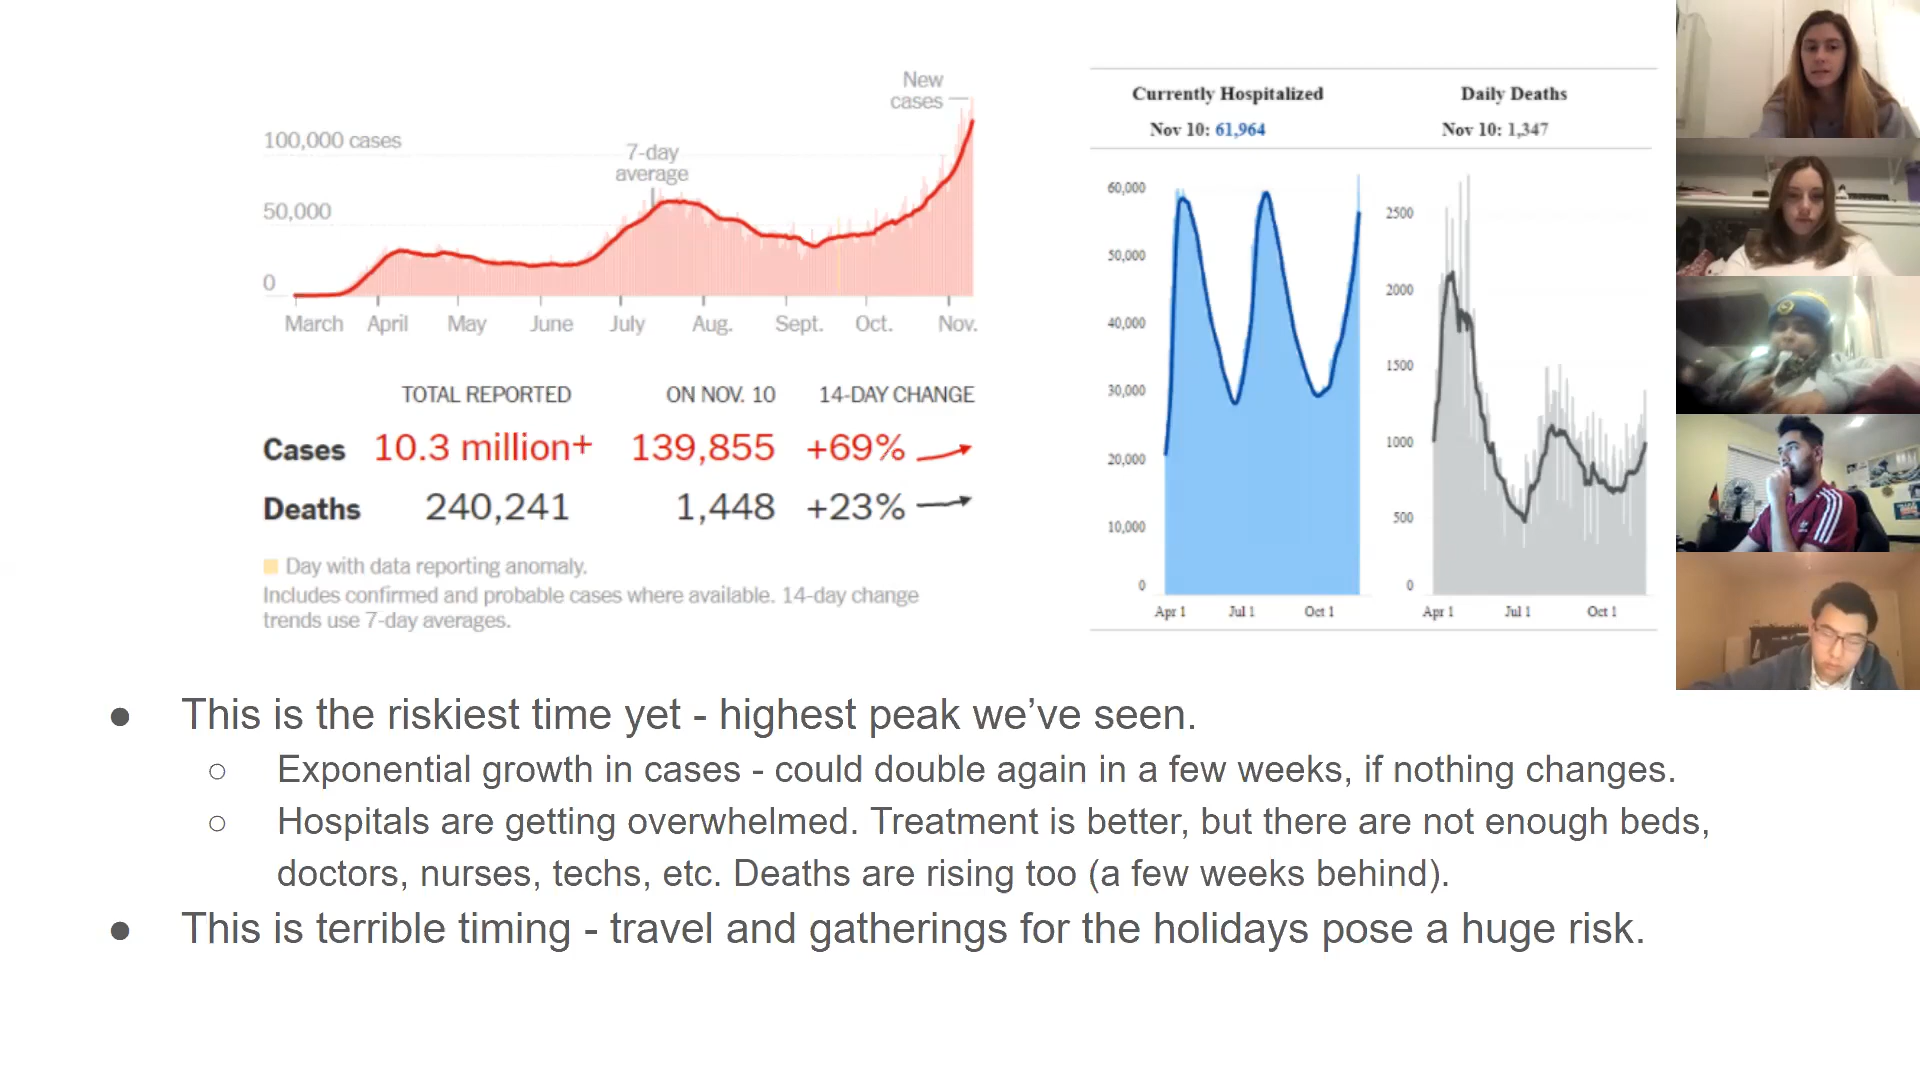 New
cases
100,000 cases
7-day
average
50,000
0
March April May June July Aug. Sept. Oct. Nov.
TOTAL REPORTED ON NOV. 10 14-DAY CHANGE
Cases 10.3 million+ 139,855 +69%
Deaths 240,241 1,448 +23%
Day with data reporting anomaly.
Includes confirmed and probable cases where available. 14-day change
trends use 7-day averages.
Currently Hospitalized
Nov 10: 61,964
60,000
50,000
40,000
30,000
20,000
10,000
0
Apr 1 Jul 1 Oct 1
Daily Deaths
Nov 10: 1,347
2500
2000
1500
1000
500
0
Apr 1 Jul 1 Oct 1
● This is the riskiest time yet - highest peak we’ve seen.
○ Exponential growth in cases - could double again in a few weeks, if nothing changes.
○ Hospitals are getting overwhelmed. Treatment is better, but there are not enough beds,
doctors, nurses, techs, etc. Deaths are rising too (a few weeks behind).
● This is terrible timing - travel and gatherings for the holidays pose a huge risk.